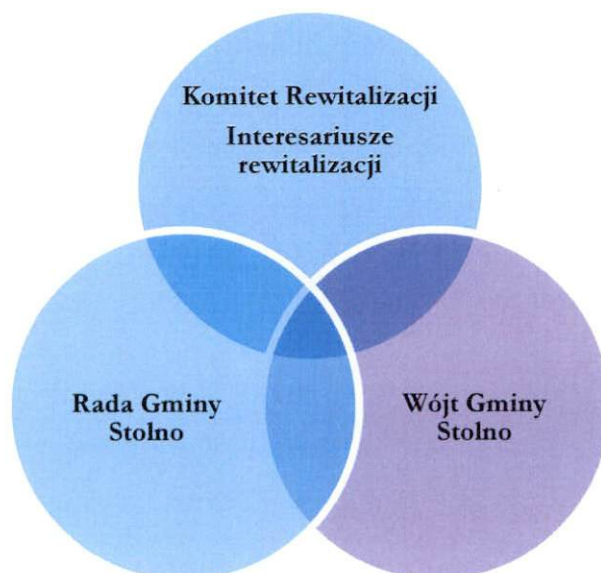 Komitet Rewitalizacji
Interesariusze
rewitalizacji
Rada Gminy
Stolno
Wójt Gminy
Stolno